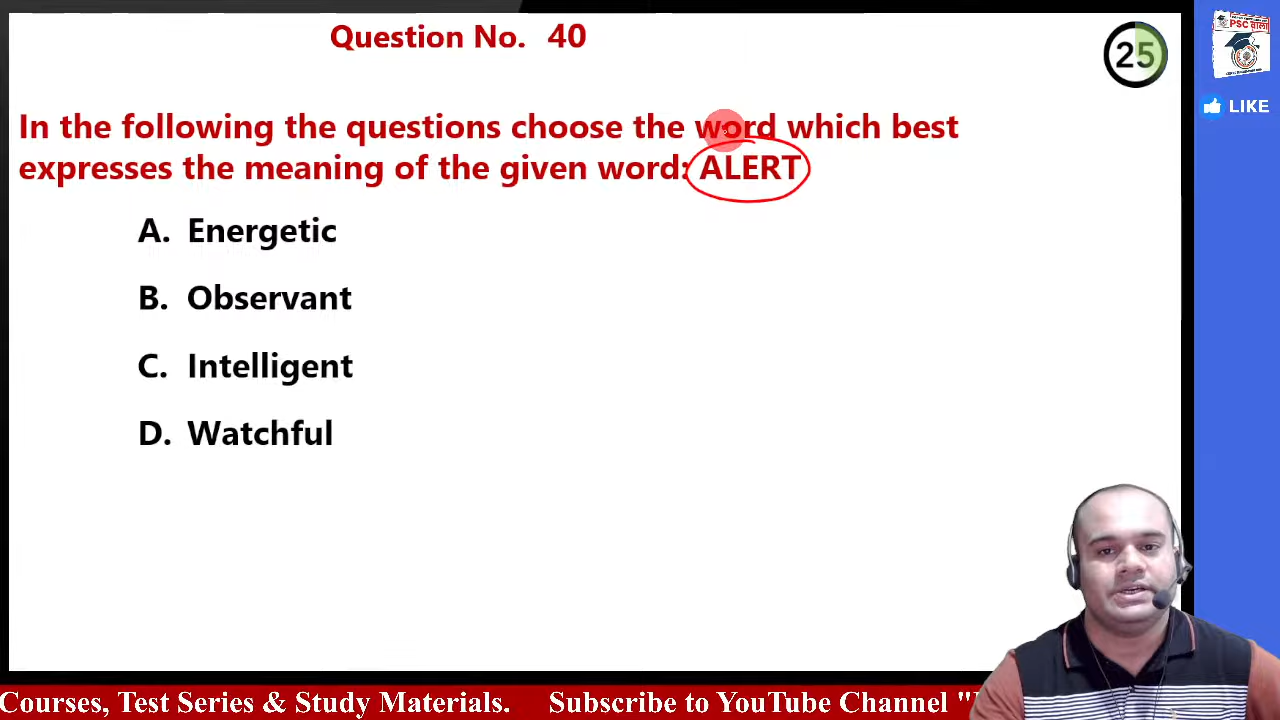 Question No. 40
25
PSC वाला
LIKE
In the following the questions choose the word which best
expresses the meaning of the given word: ALERT
A. Energetic
B. Observant
C. Intelligent
D. Watchful
Courses, Test Series & Study Materials. Subscribe to YouTube Channel "